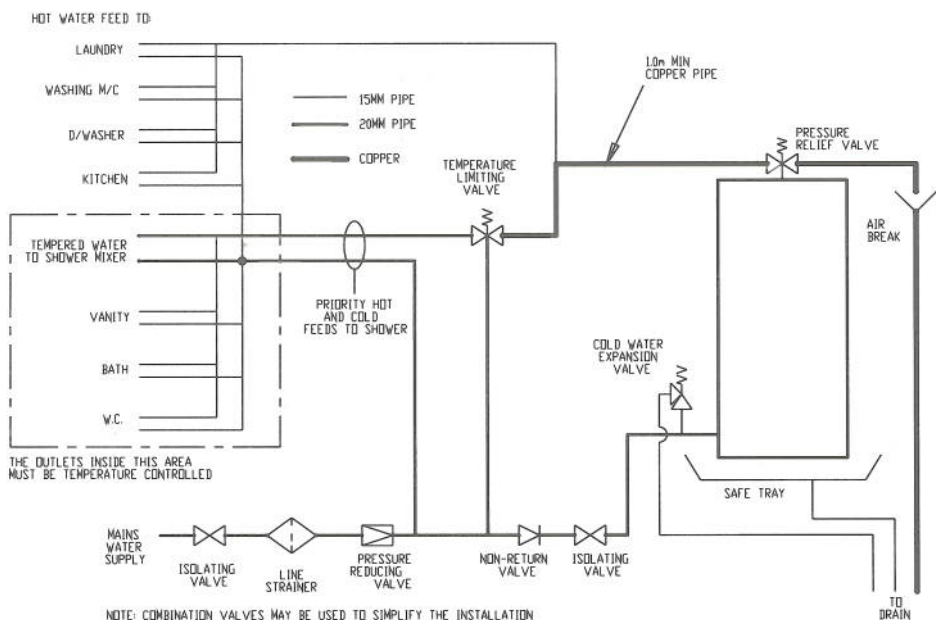 HOT WATER FEED TO:
LAUNDRY
WASHING M/C
D/WASHER
KITCHEN
15MM PIPE
20MM PIPE
COPPER
1.0m MIN
COPPER PIPE
TEMPERATURE
LIMITING
VALVE
PRESSURE
RELIEF VALVE
AIR
BREAK
TEMPERED WATER
TO SHOWER MIXER
PRIORITY HOT
AND COLD
FEEDS TO SHOWER
VANITY
BATH
W.C.
COLD WATER
EXPANSION
VALVE
THE OUTLETS INSIDE THIS AREA
MUST BE TEMPERATURE CONTROLLED
SAFE TRAY
MAINS
WATER
SUPPLY
ISOLATING
VALVE
LINE
STRAINER
PRESSURE
REDUCING
VALVE
NON-RETURN
VALVE
ISOLATING
VALVE
TO
DRAIN
NOTE: COMBINATION VALVES MAY BE USED TO SIMPLIFY THE INSTALLATION